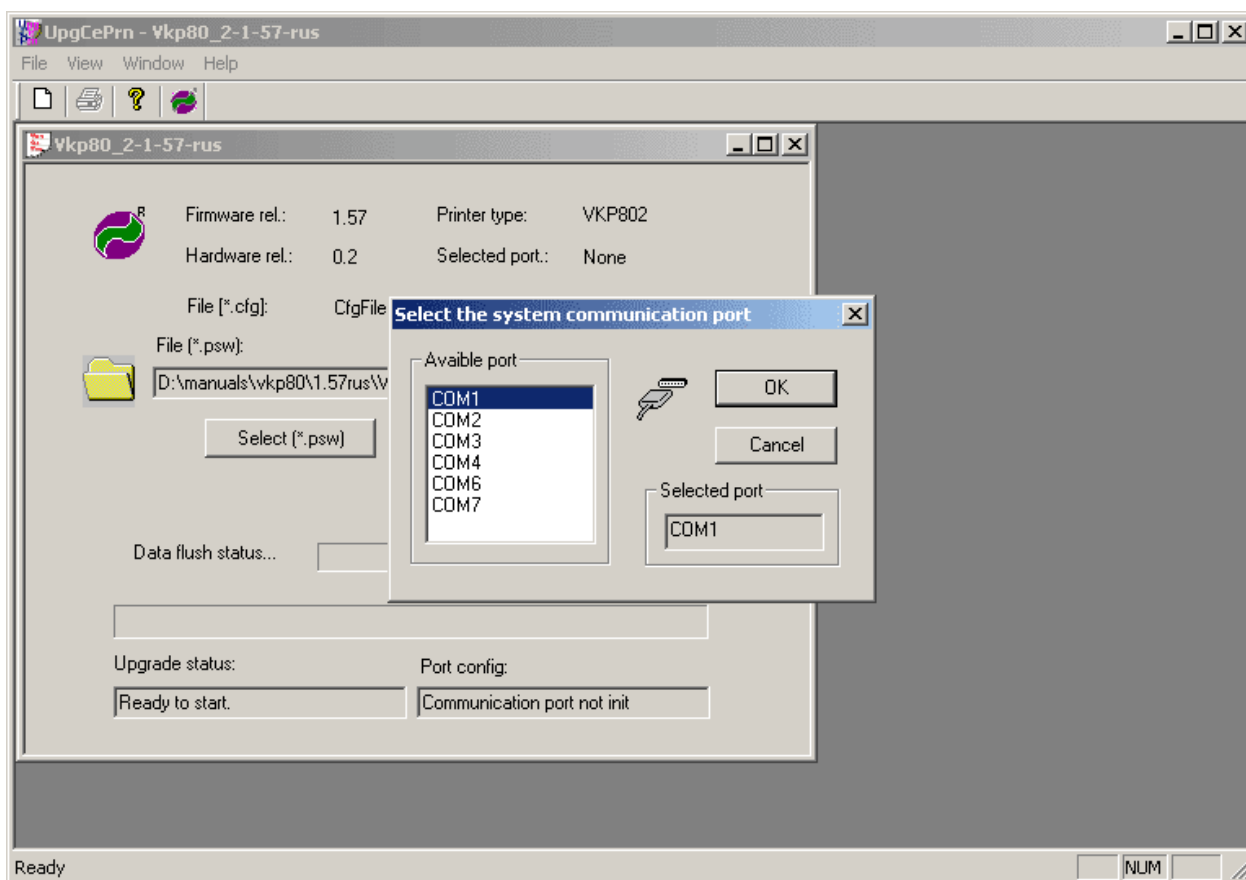 UpgCePrn - Vkp80_2-1-57-rus
File View Window Help
Vkp80_2-1-57-rus
R
Firmware rel.: 1.57 Printer type: VKP802
Hardware rel.: 0.2 Selected port.: None
File [*.cfg]: CfgFile
File (*.psw):
D:\manuals\vkp80\1.57rus\V
Select (*.psw)
Data flush status...
Upgrade status:
Ready to start.
Port config:
Communication port not init
Select the system communication port
Avaible port
COM1
COM2
COM3
COM4
COM6
COM7
OK
Cancel
Selected port
COM1
Ready
NUM